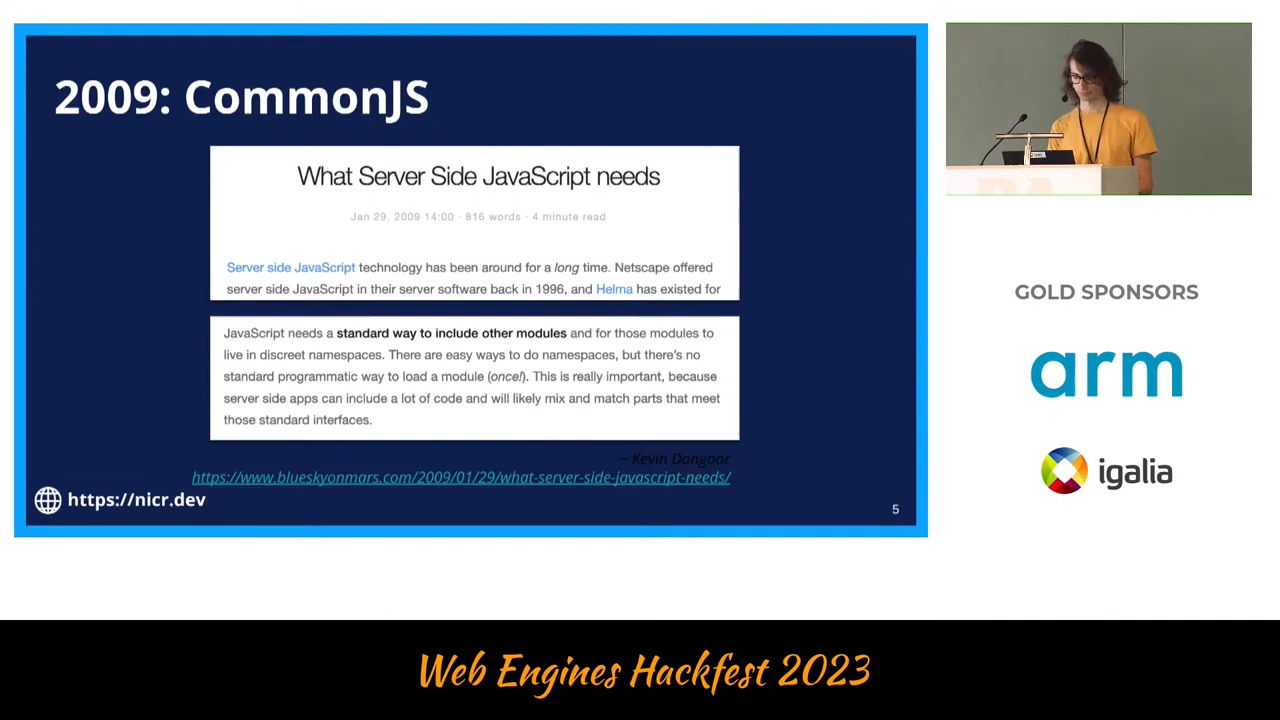 2009: CommonJS
What Server Side JavaScript needs
Jan 29, 2009 14:00 · 816 words · 4 minute read
Server side JavaScript technology has been around for a long time. Netscape offered
server side JavaScript in their server software back in 1996, and Helma has existed for
JavaScript needs a standard way to include other modules and for those modules to
live in discreet namespaces. There are easy ways to do namespaces, but there's no
standard programmatic way to load a module (once!). This is really important, because
server side apps can include a lot of code and will likely mix and match parts that meet
those standard interfaces.
– Kevin Dangoor
https://www.blueskyonmars.com/2009/01/29/what-server-side-javascript-needs/
https://nicr.dev
5
GOLD SPONSORS
arm
igalia
Web Engines Hackfest 2023